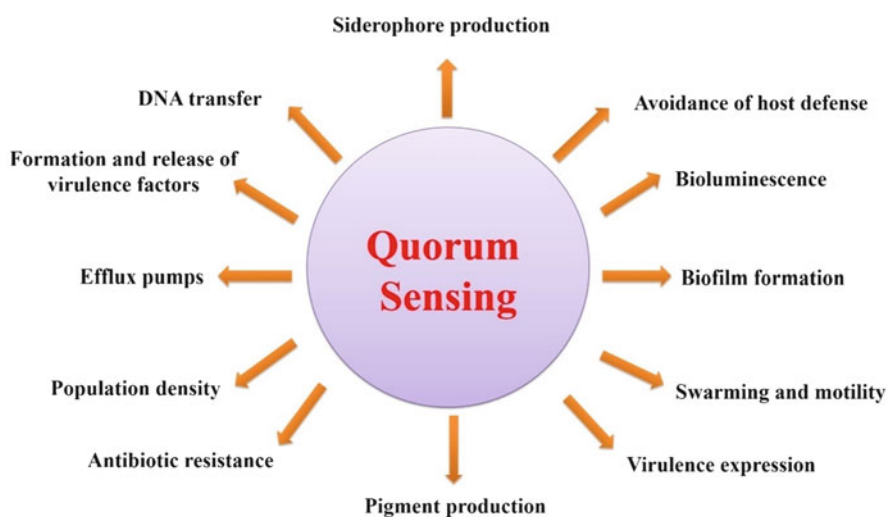 Siderophore production
DNA transfer
Avoidance of host defense
Formation and release of
virulence factors
Bioluminescence
Quorum
Sensing
Efflux pumps
Biofilm formation
Population density
Swarming and motility
Antibiotic resistance
Virulence expression
Pigment production